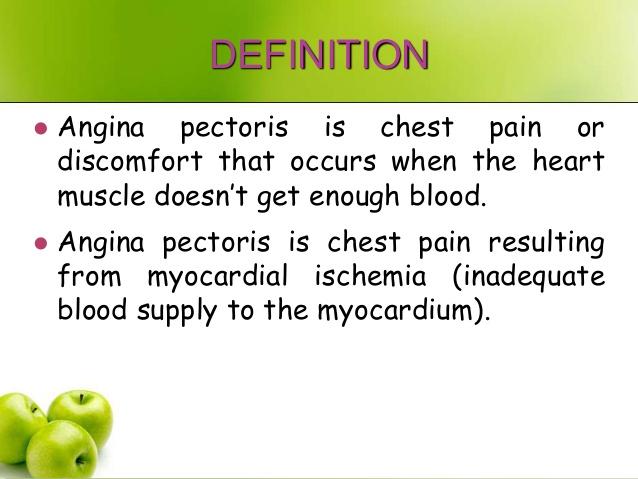 DEFINITION
● Angina pectoris is chest pain or
discomfort that occurs when the heart
muscle doesn't get enough blood.
● Angina pectoris is chest pain resulting
from myocardial ischemia (inadequate
blood supply to the myocardium).